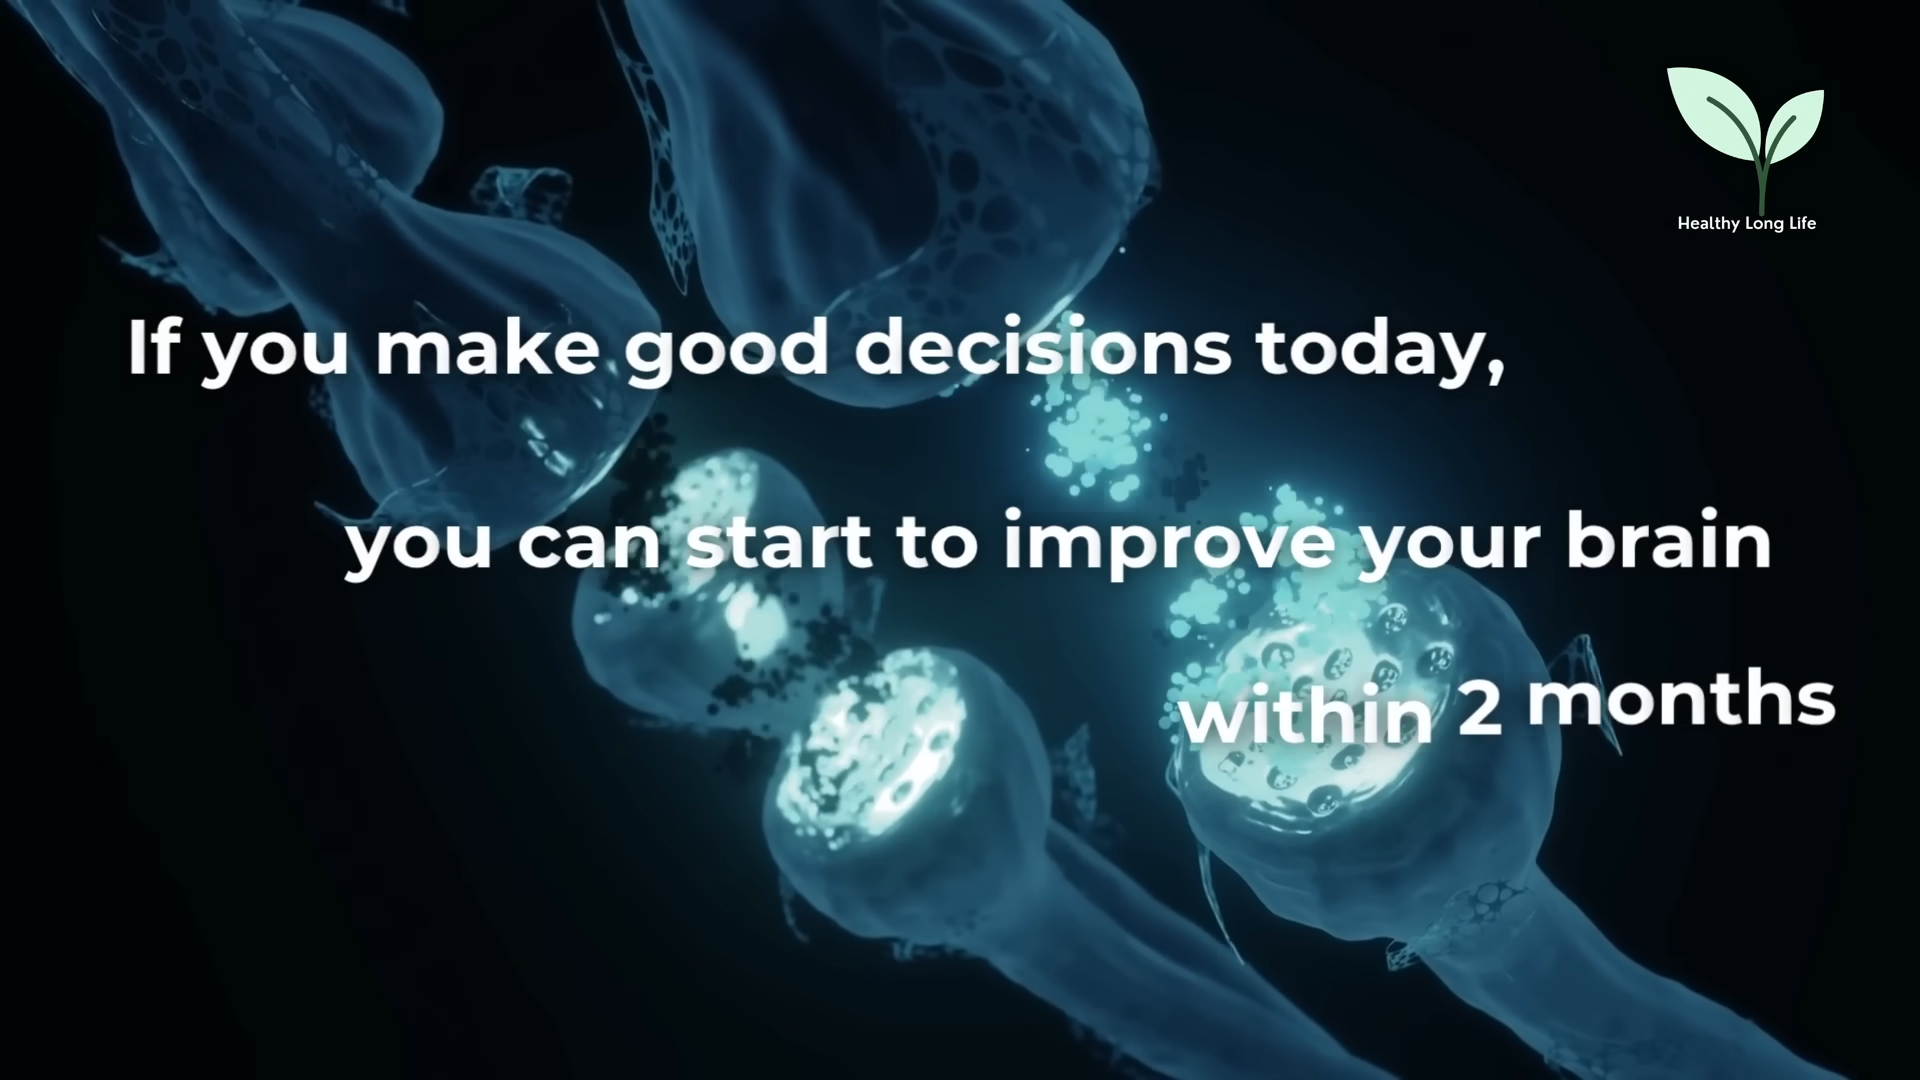 Healthy Long Life
If you make good decisions today,
you can start to improve your brain
within 2 months